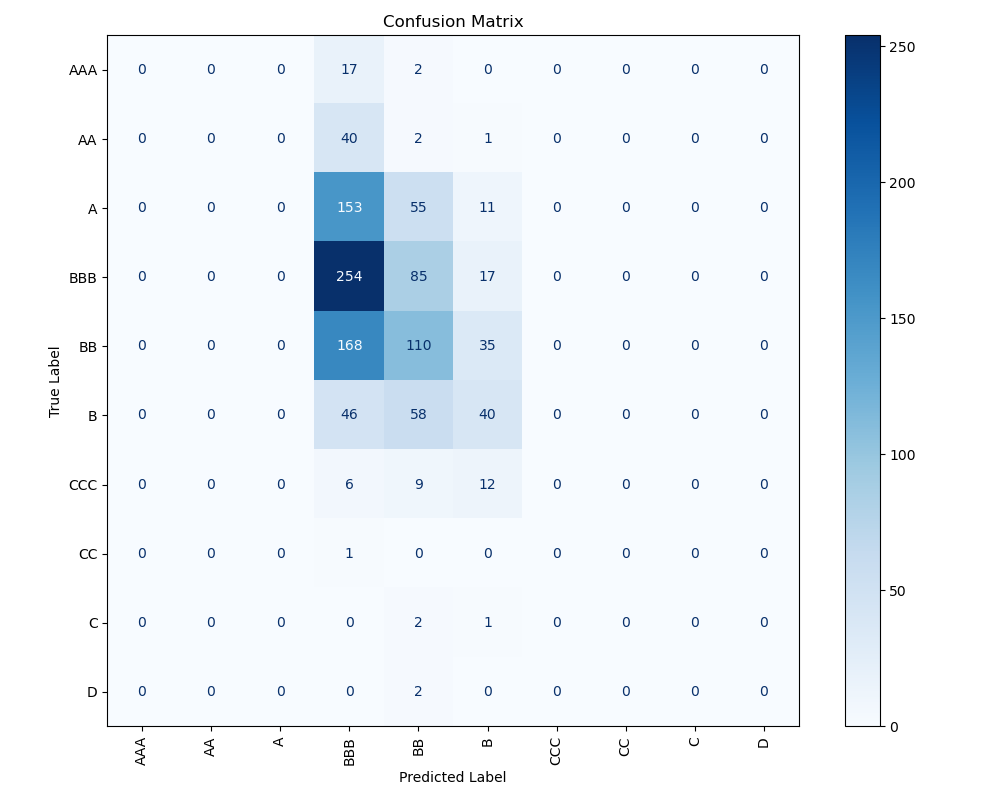 Confusion Matrix
AAA 0 0 0 17 2 0 0 0 0 0
AA 0 0 0 40 2 1 0 0 0 0
A 0 0 0 153 55 11 0 0 0 0
BBB 0 0 0 254 85 17 0 0 0 0
BB 0 0 0 168 110 35 0 0 0 0
B 0 0 0 46 58 40 0 0 0 0
CCC 0 0 0 6 9 12 0 0 0 0
CC 0 0 0 1 0 0 0 0 0 0
C 0 0 0 0 2 1 0 0 0 0
D 0 0 0 0 2 0 0 0 0 0
AAA AA A BBB BB B CCC CC C D
Predicted Label
True Label
250
200
150
100
50
0